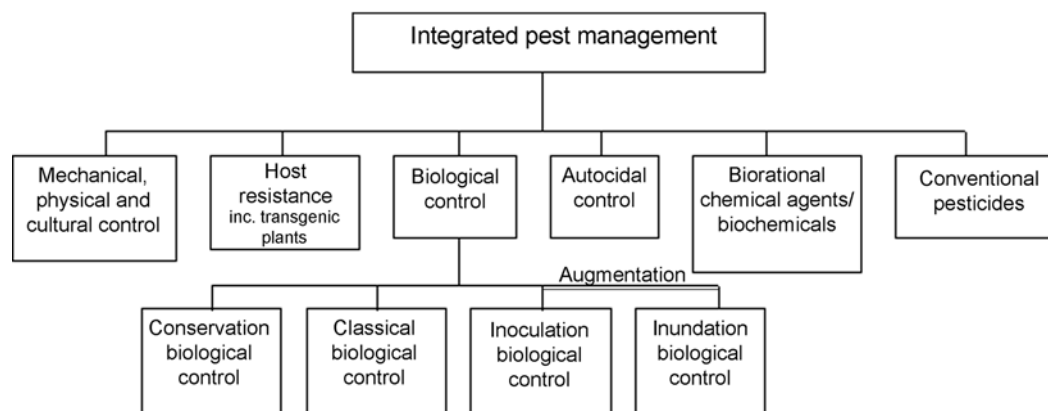 Integrated pest management
Mechanical,
physical and
cultural control
Host
resistance
inc. transgenic
plants
Biological
control
Autocidal
control
Biorational
chemical agents/
biochemicals
Conventional
pesticides
Augmentation
Conservation
biological
control
Classical
biological
control
Inoculation
biological
control
Inundation
biological
control